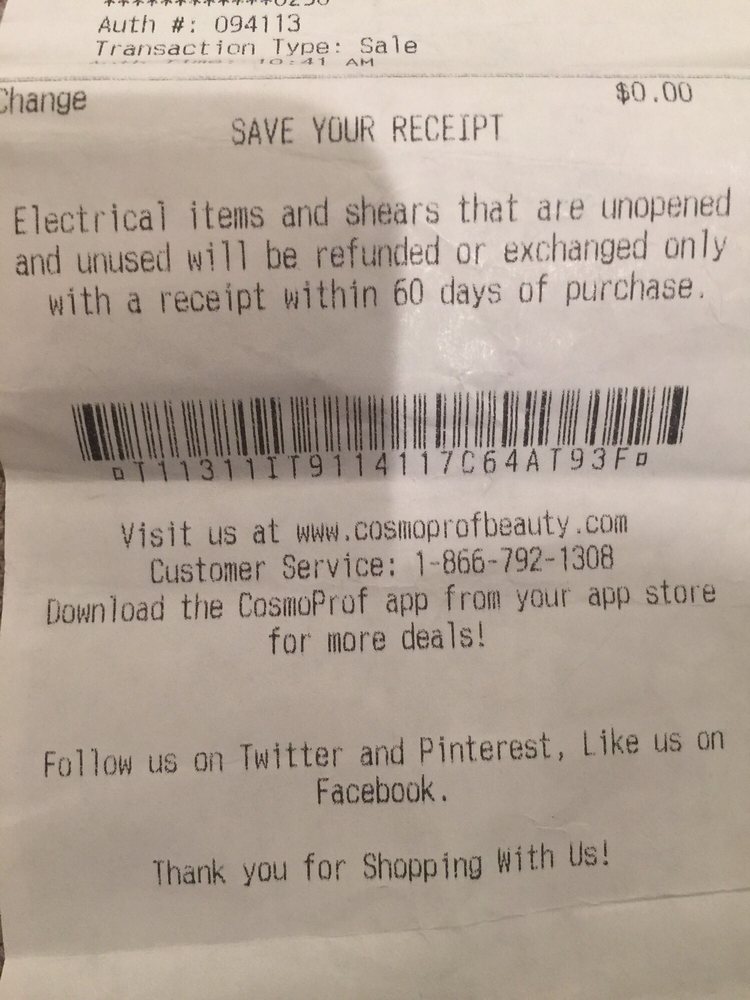 Auth #: 094113
Transaction Type: Sale
10:41 AM
Change $0.00
SAVE YOUR RECEIPT
Electrical items and shears that are unopened
and unused will be refunded or exchanged only
with a receipt within 60 days of purchase.
T11311IT9114117C64AT93F
Visit us at www.cosmoprofbeauty.com
Customer Service: 1-866-792-1308
Download the CosmoProf app from your app store
for more deals!
Follow us on Twitter and Pinterest, Like us on
Facebook.
Thank you for Shopping With Us!